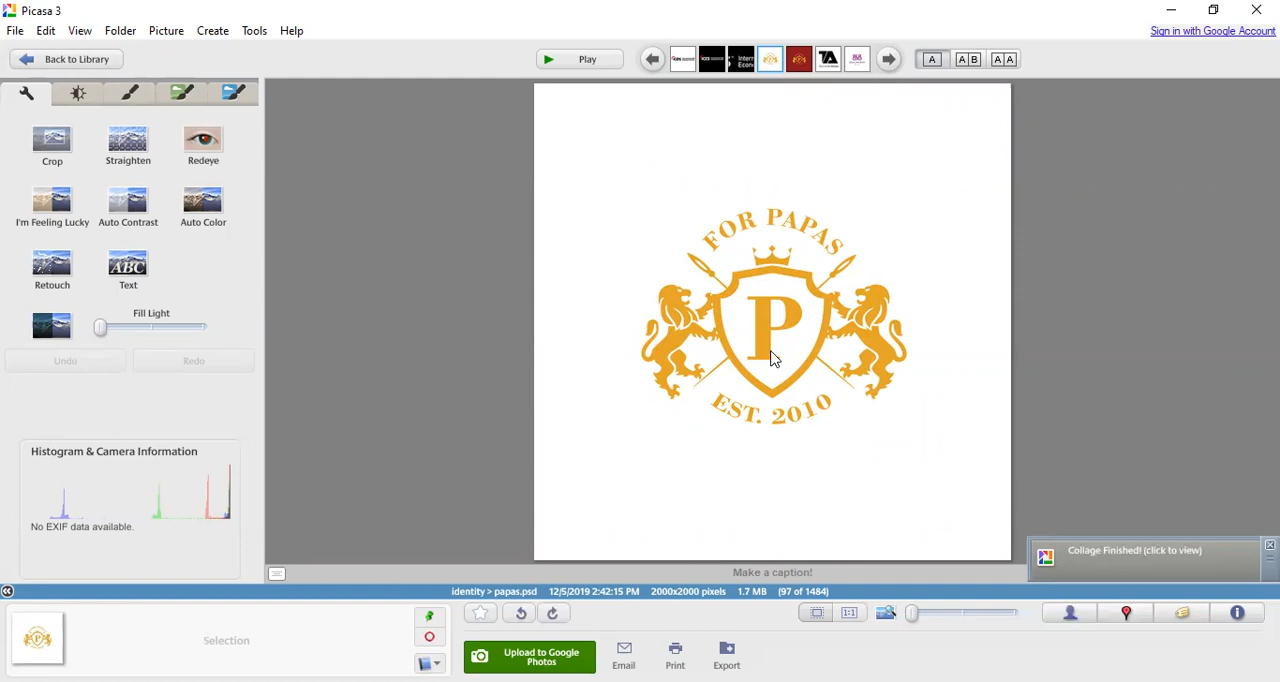 Picasa 3
File Edit View Folder Picture Create Tools Help
Sign in with Google Account
Back to Library
Play
A
A B
A A
Crop Straighten Redeye
I'm Feeling Lucky Auto Contrast Auto Color
Retouch Text
ABC
Fill Light
Undo Redo
Histogram & Camera Information
No EXIF data available.
FOR PAPAS
P
EST. 2010
Collage Finished! (click to view)
Make a caption!
identity > papas.psd 12/5/2019 2:42:15 PM 2000x2000 pixels 1.7 MB (97 of 1484)
Selection
1:1
Upload to Google
Photos
Email Print Export